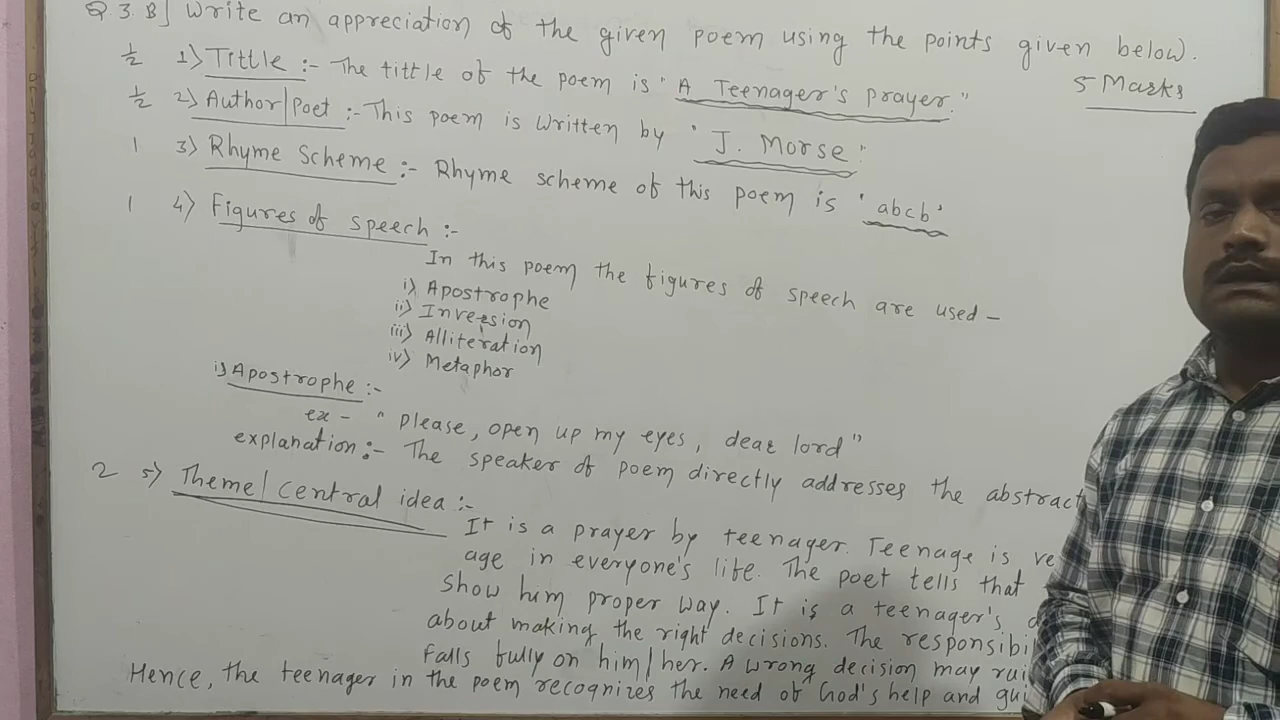 Q.3.B] Write an appreciation of the given poem using the points given below.
5 Marks
½ 1) Tittle :- The tittle of the poem is "A Teenager's prayer."
½ 2) Author/Poet :- This poem is written by "J. Morse"
1 3) Rhyme scheme :- Rhyme scheme of this poem is 'abcb'
1 4) Figures of speech :-
In this poem the figures of speech are used -
i) Apostrophe
ii) Inversion
iii) Alliteration
iv) Metaphor
i) Apostrophe :-
ex - " please, open up my eyes, dear lord"
explanation :- The speaker of poem directly addresses the abstract
2 5) Theme/Central idea :-
It is a prayer by teenager. Teenage is ve
age in everyone's life. The poet tells that
show him proper way. It is a teenager's
about making the right decisions. The responsibil
falls fully on him/her. A wrong decision may rui
Hence, the teenager in the poem recognizes the need of God's help and gui